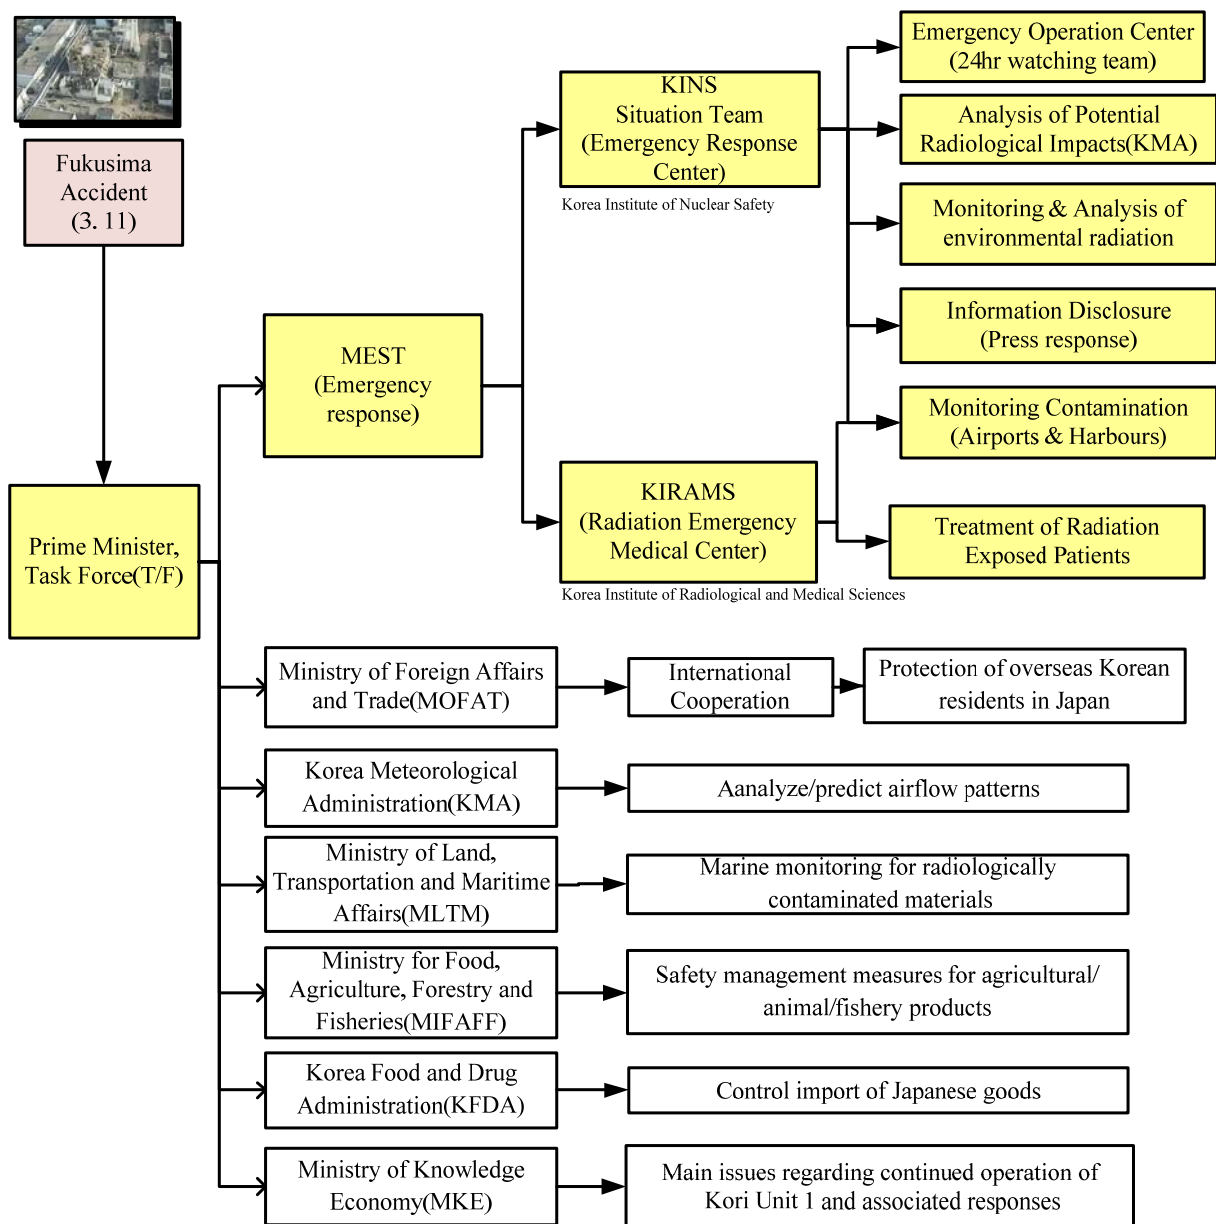 Fukusima
Accident
(3. 11)
Prime Minister,
Task Force(T/F)
MEST
(Emergency
response)
KINS
Situation Team
(Emergency Response
Center)
Korea Institute of Nuclear Safety
KIRAMS
(Radiation Emergency
Medical Center)
Korea Institute of Radiological and Medical Sciences
Emergency Operation Center
(24hr watching team)
Analysis of Potential
Radiological Impacts(KMA)
Monitoring & Analysis of
environmental radiation
Information Disclosure
(Press response)
Monitoring Contamination
(Airports & Harbours)
Treatment of Radiation
Exposed Patients
Ministry of Foreign Affairs
and Trade(MOFAT)
International
Cooperation
Protection of overseas Korean
residents in Japan
Korea Meteorological
Administration(KMA)
Aanalyze/predict airflow patterns
Ministry of Land,
Transportation and Maritime
Affairs(MLTM)
Marine monitoring for radiologically
contaminated materials
Ministry for Food,
Agriculture, Forestry and
Fisheries(MIFAFF)
Safety management measures for agricultural/
animal/fishery products
Korea Food and Drug
Administration(KFDA)
Control import of Japanese goods
Ministry of Knowledge
Economy(MKE)
Main issues regarding continued operation of
Kori Unit 1 and associated responses